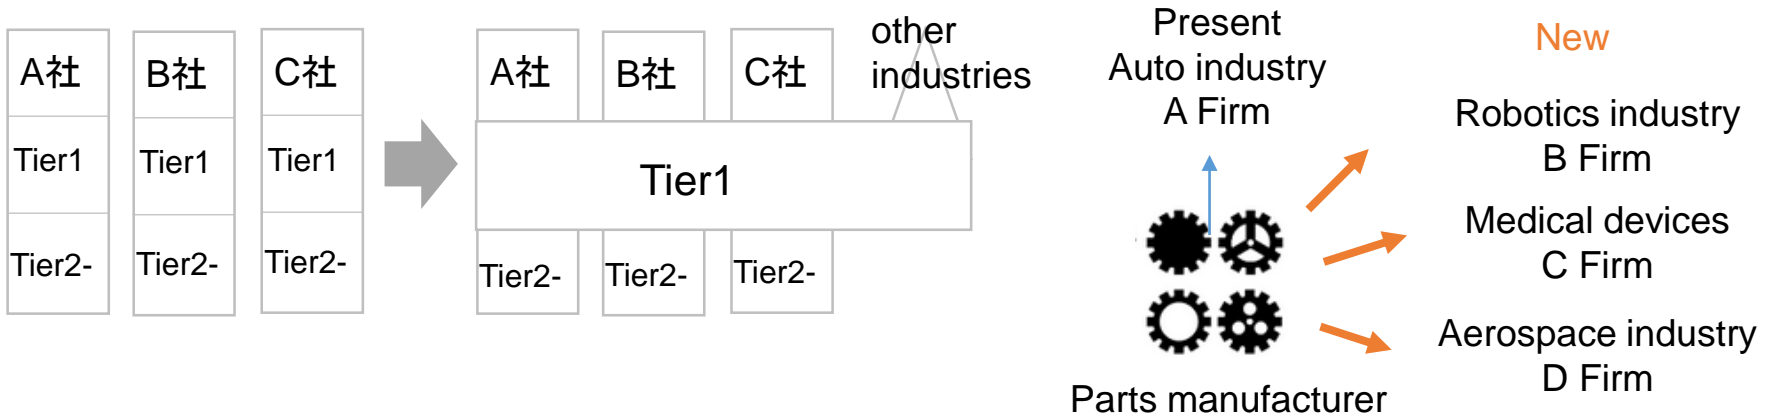 A社
B社
C社
Tier1
Tier1
Tier1
Tier2-
Tier2-
Tier2-
other
industries
A社
B社
C社
Tier1
Tier2-
Tier2-
Tier2-
Present
Auto industry
A Firm
New
Robotics industry
B Firm
Medical devices
C Firm
Aerospace industry
D Firm
Parts manufacturer